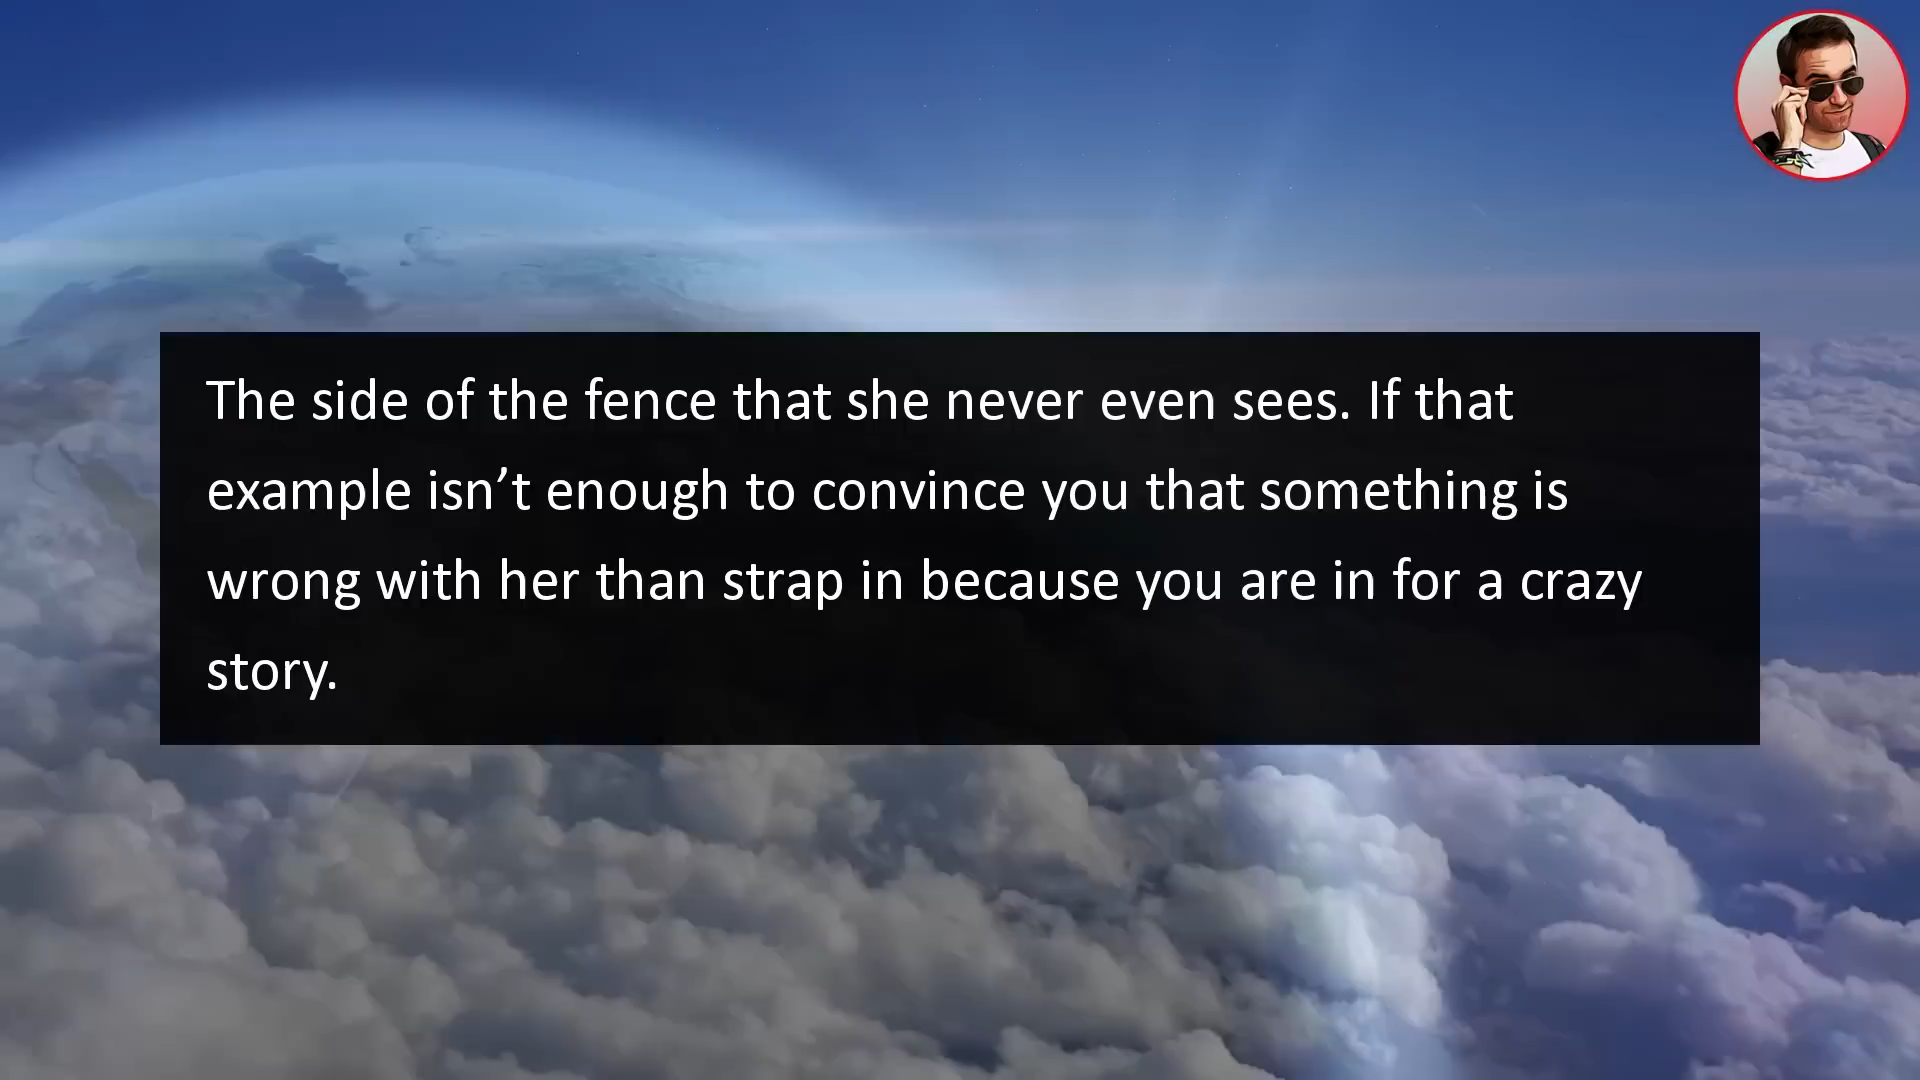 The side of the fence that she never even sees. If that
example isn’t enough to convince you that something is
wrong with her than strap in because you are in for a crazy
story.